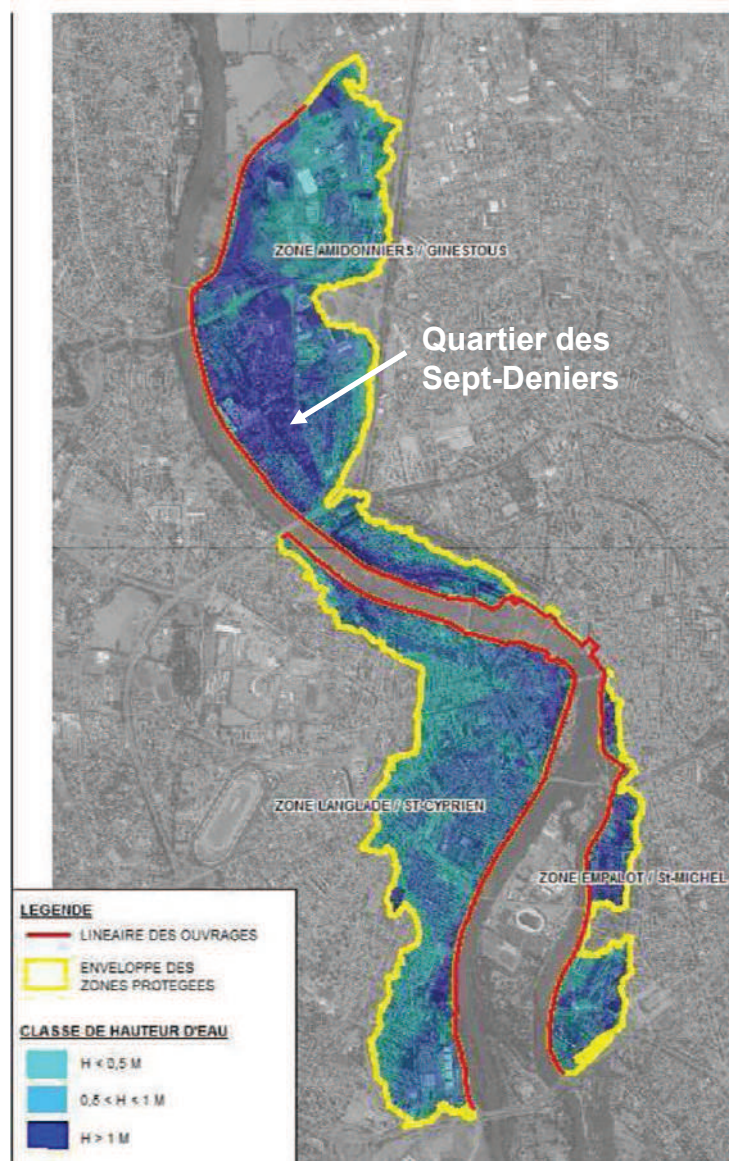 ZONE AMIDONNIERS / GINESTOUS
Quartier des
Sept-Deniers
ZONE LANGLADE / ST-CYPRIEN
ZONE EMPALOT / St-MICHEL
LEGENDE
LINEAIRE DES OUVRAGES
ENVELOPPE DES
ZONES PROTEGEES
CLASSE DE HAUTEUR D'EAU
H < 0,5 M
0,5 < H < 1 M
H > 1 M